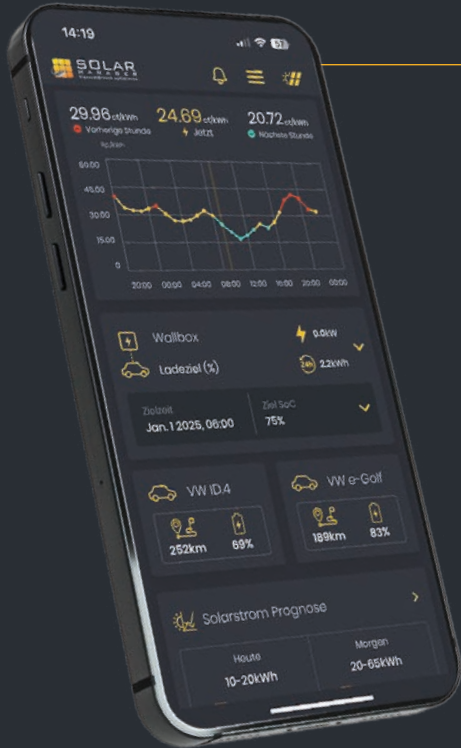 14:19
57
SOLAR
MANAGER
29.96 ct/kWh 24.69 ct/kWh 20.72 ct/kWh
Vorherige Stunde Jetzt Nächste Stunde
60.00
45.00
30.00
15.00
0
20:00 00:00 04:00 08:00 12:00 16:00 20:00 00:00
Wallbox 0.0kW
Ladeziel (%) 24h 2.2kWh
Zielzeit Ziel SoC
Jan. 1 2025, 06:00 75%
VW ID.4 VW e-Golf
252km 69% 189km 83%
Solarstrom Prognose
Heute Morgen
10-20kWh 20-65kWh